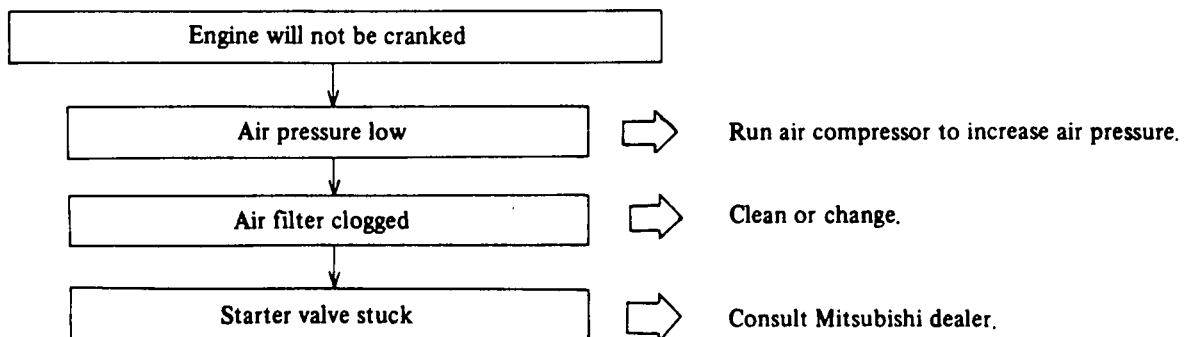 Engine will not be cranked
Air pressure low
Run air compressor to increase air pressure.
Air filter clogged
Clean or change.
Starter valve stuck
Consult Mitsubishi dealer.